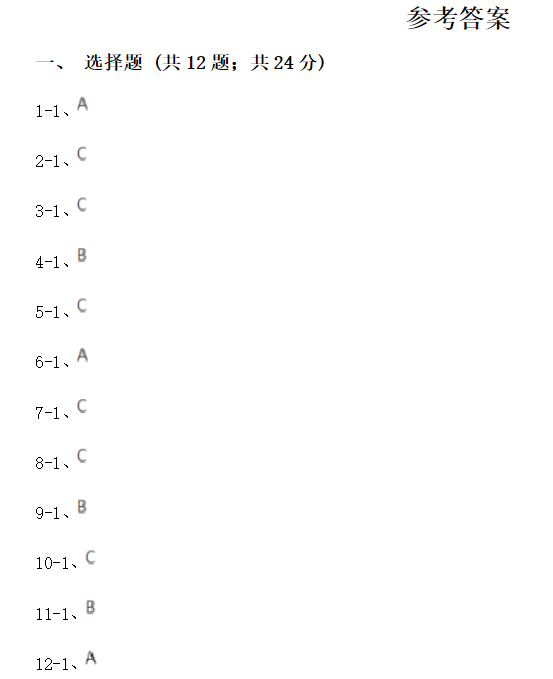 参考答案
一、 选择题 (共 12 题；共 24 分)
1-1、A
2-1、C
3-1、C
4-1、B
5-1、C
6-1、A
7-1、C
8-1、C
9-1、B
10-1、C
11-1、B
12-1、A